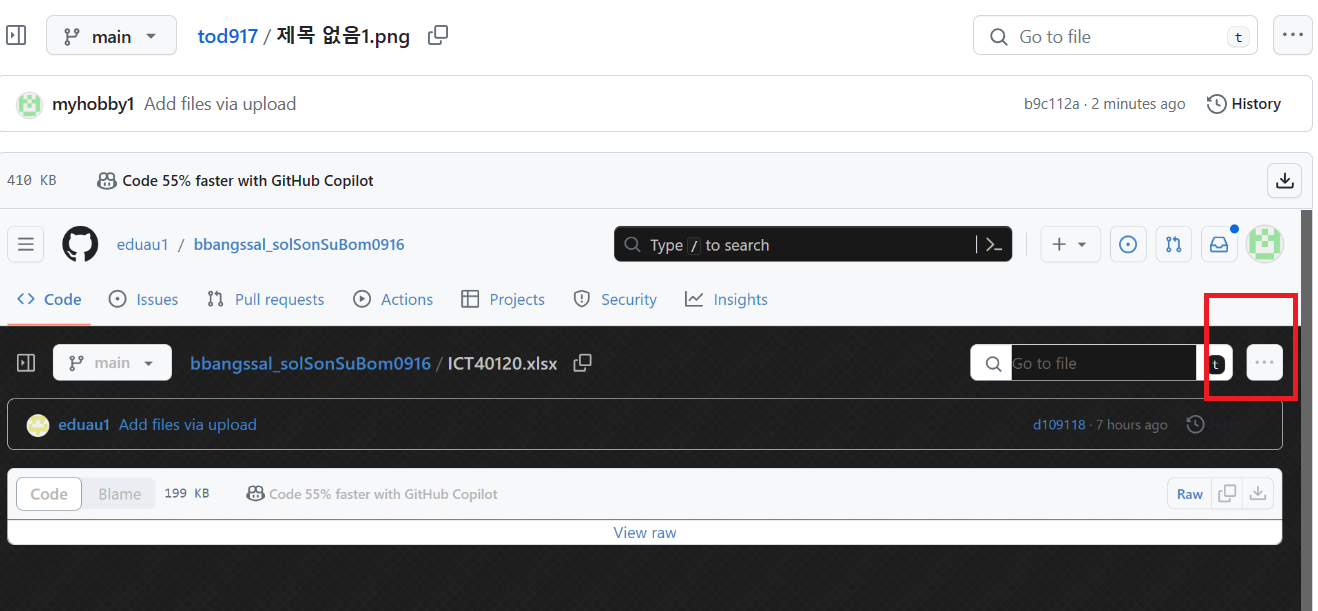 main tod917 / 제목 없음1.png Go to file t ...
myhobby1 Add files via upload b9c112a · 2 minutes ago History
410 KB Code 55% faster with GitHub Copilot
eduau1 / bbangssal_solSonSuBom0916 Type / to search
Code Issues Pull requests Actions Projects Security Insights
main bbangssal_solSonSuBom0916 / ICT40120.xlsx Go to file t ...
eduau1 Add files via upload d109118 · 7 hours ago
Code Blame 199 KB Code 55% faster with GitHub Copilot Raw
View raw